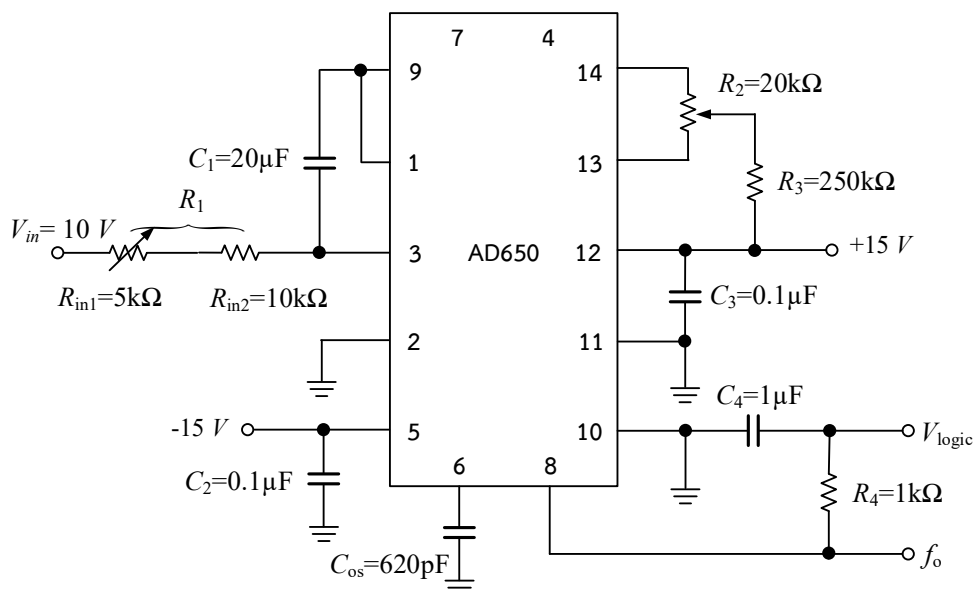 7 4
9 14
R2=20kΩ
C1=20μF
1 13
R3=250kΩ
R1
Vin= 10 V
3 AD650 12
+15 V
Rin1=5kΩ Rin2=10kΩ
C3=0.1μF
2 11
C4=1μF
-15 V
5 10
Vlogic
6 8
C2=0.1μF
R4=1kΩ
Cos=620pF
fo